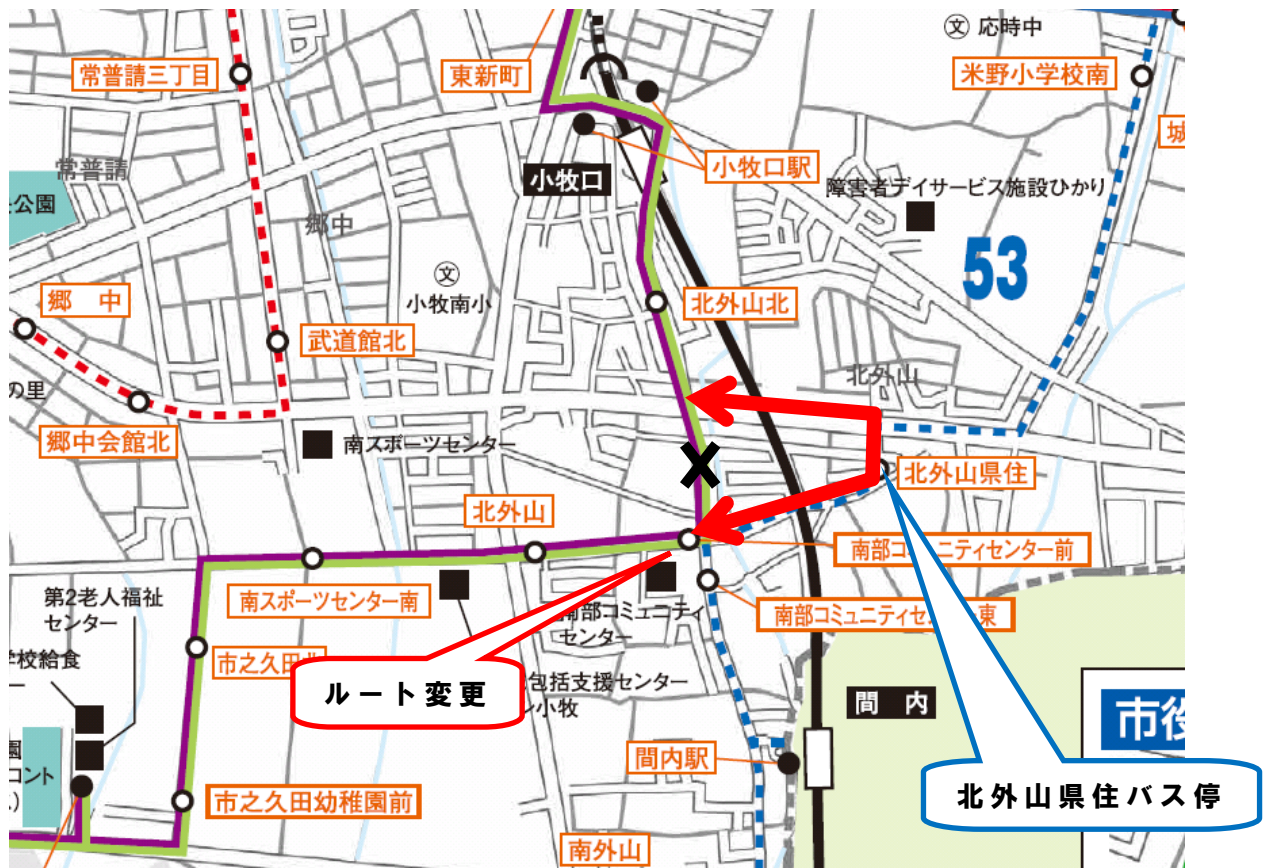 文 応時中
常普請三丁目
東新町
米野小学校南
城
小牧口駅
常普請
小牧口
障害者デイサービス施設ひかり
公園
郷中
文
53
小牧南小
郷 中
北外山北
武道館北
の里
北外山
郷中会館北
南スポーツセンター
北外山県住
北外山
南部コミュニティセンター前
第2老人福祉
センター
南スポーツセンター南
南部コミュニティ
センター
南部コミュニティセ
東
学校給食
市之久田
ルート変更
包括支援センター
小牧
間 内
市役
園
コント
間内駅
市之久田幼稚園前
北外山県住バス停
南外山